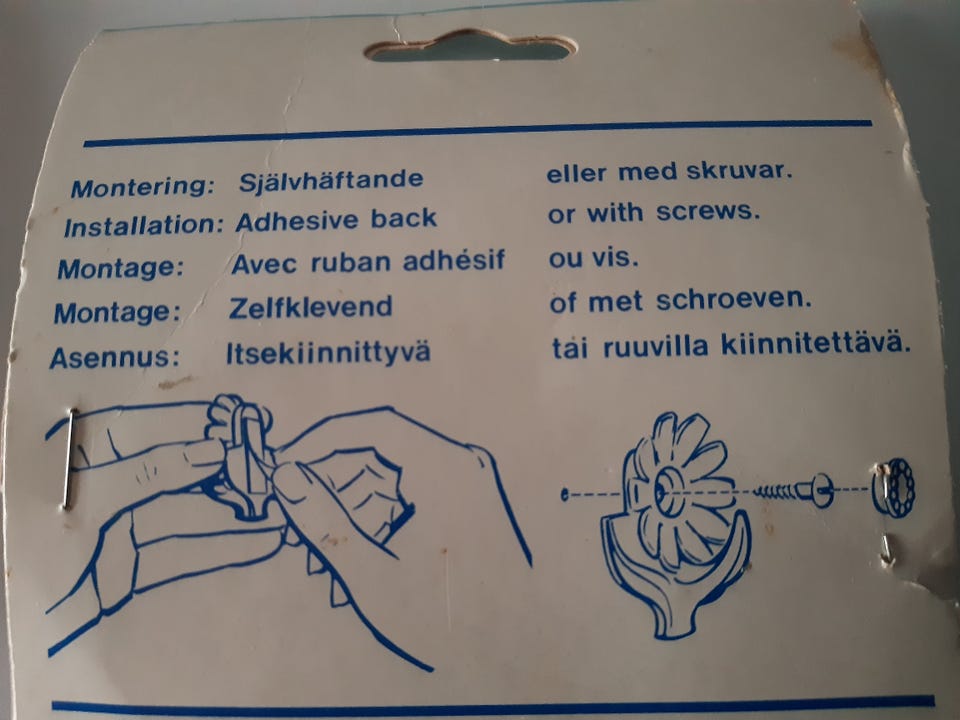 Montering: Självhäftande eller med skruvar.
Installation: Adhesive back or with screws.
Montage: Avec ruban adhésif ou vis.
Montage: Zelfklevend of met schroeven.
Asennus: Itsekiinnittyvä tai ruuvilla kiinnitettävä.